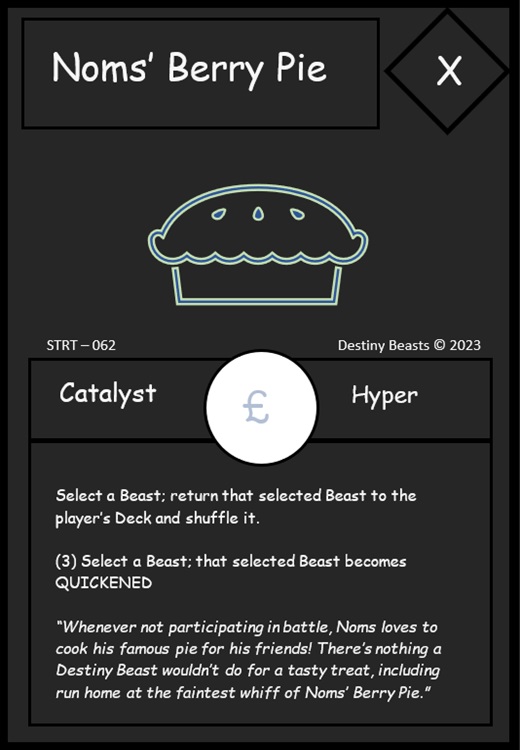 Noms’ Berry Pie
X
STRT – 062
Destiny Beasts © 2023
Catalyst
£
Hyper
Select a Beast; return that selected Beast to the
player’s Deck and shuffle it.
(3) Select a Beast; that selected Beast becomes
QUICKENED
“Whenever not participating in battle, Noms loves to
cook his famous pie for his friends! There’s nothing a
Destiny Beast wouldn’t do for a tasty treat, including
run home at the faintest whiff of Noms’ Berry Pie.”